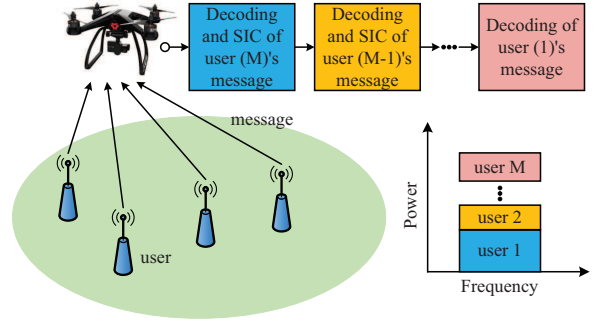 Decoding
and SIC of
user (M)'s
message
Decoding
and SIC of
user (M-1)'s
message
Decoding of
user (1)'s
message
message
user
Power
user M
user 2
user 1
Frequency